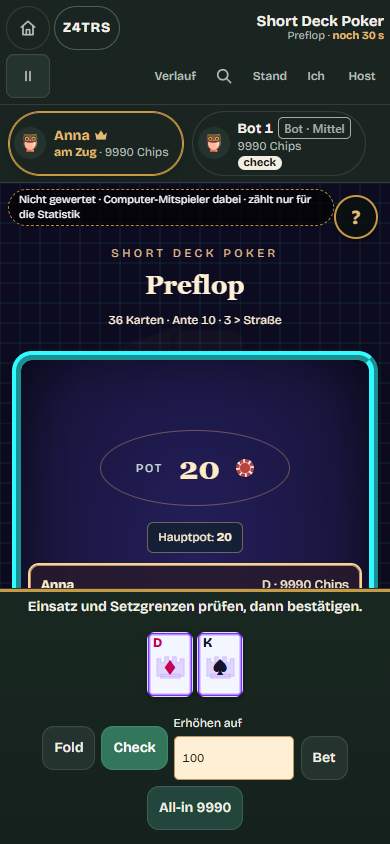 Z4TRS
Short Deck Poker
Preflop · noch 30 s
Verlauf
Stand
Ich
Host
Anna
am Zug · 9990 Chips
Bot 1
Bot · Mittel
9990 Chips
check
Nicht gewertet · Computer-Mitspieler dabei · zählt nur für
die Statistik
?
SHORT DECK POKER
Preflop
36 Karten · Ante 10 · 3 > Straße
POT
20
Hauptpot: 20
Anna
D · 9990 Chips
Einsatz und Setzgrenzen prüfen, dann bestätigen.
D
K
Erhöhen auf
Fold
Check
100
Bet
All-in 9990